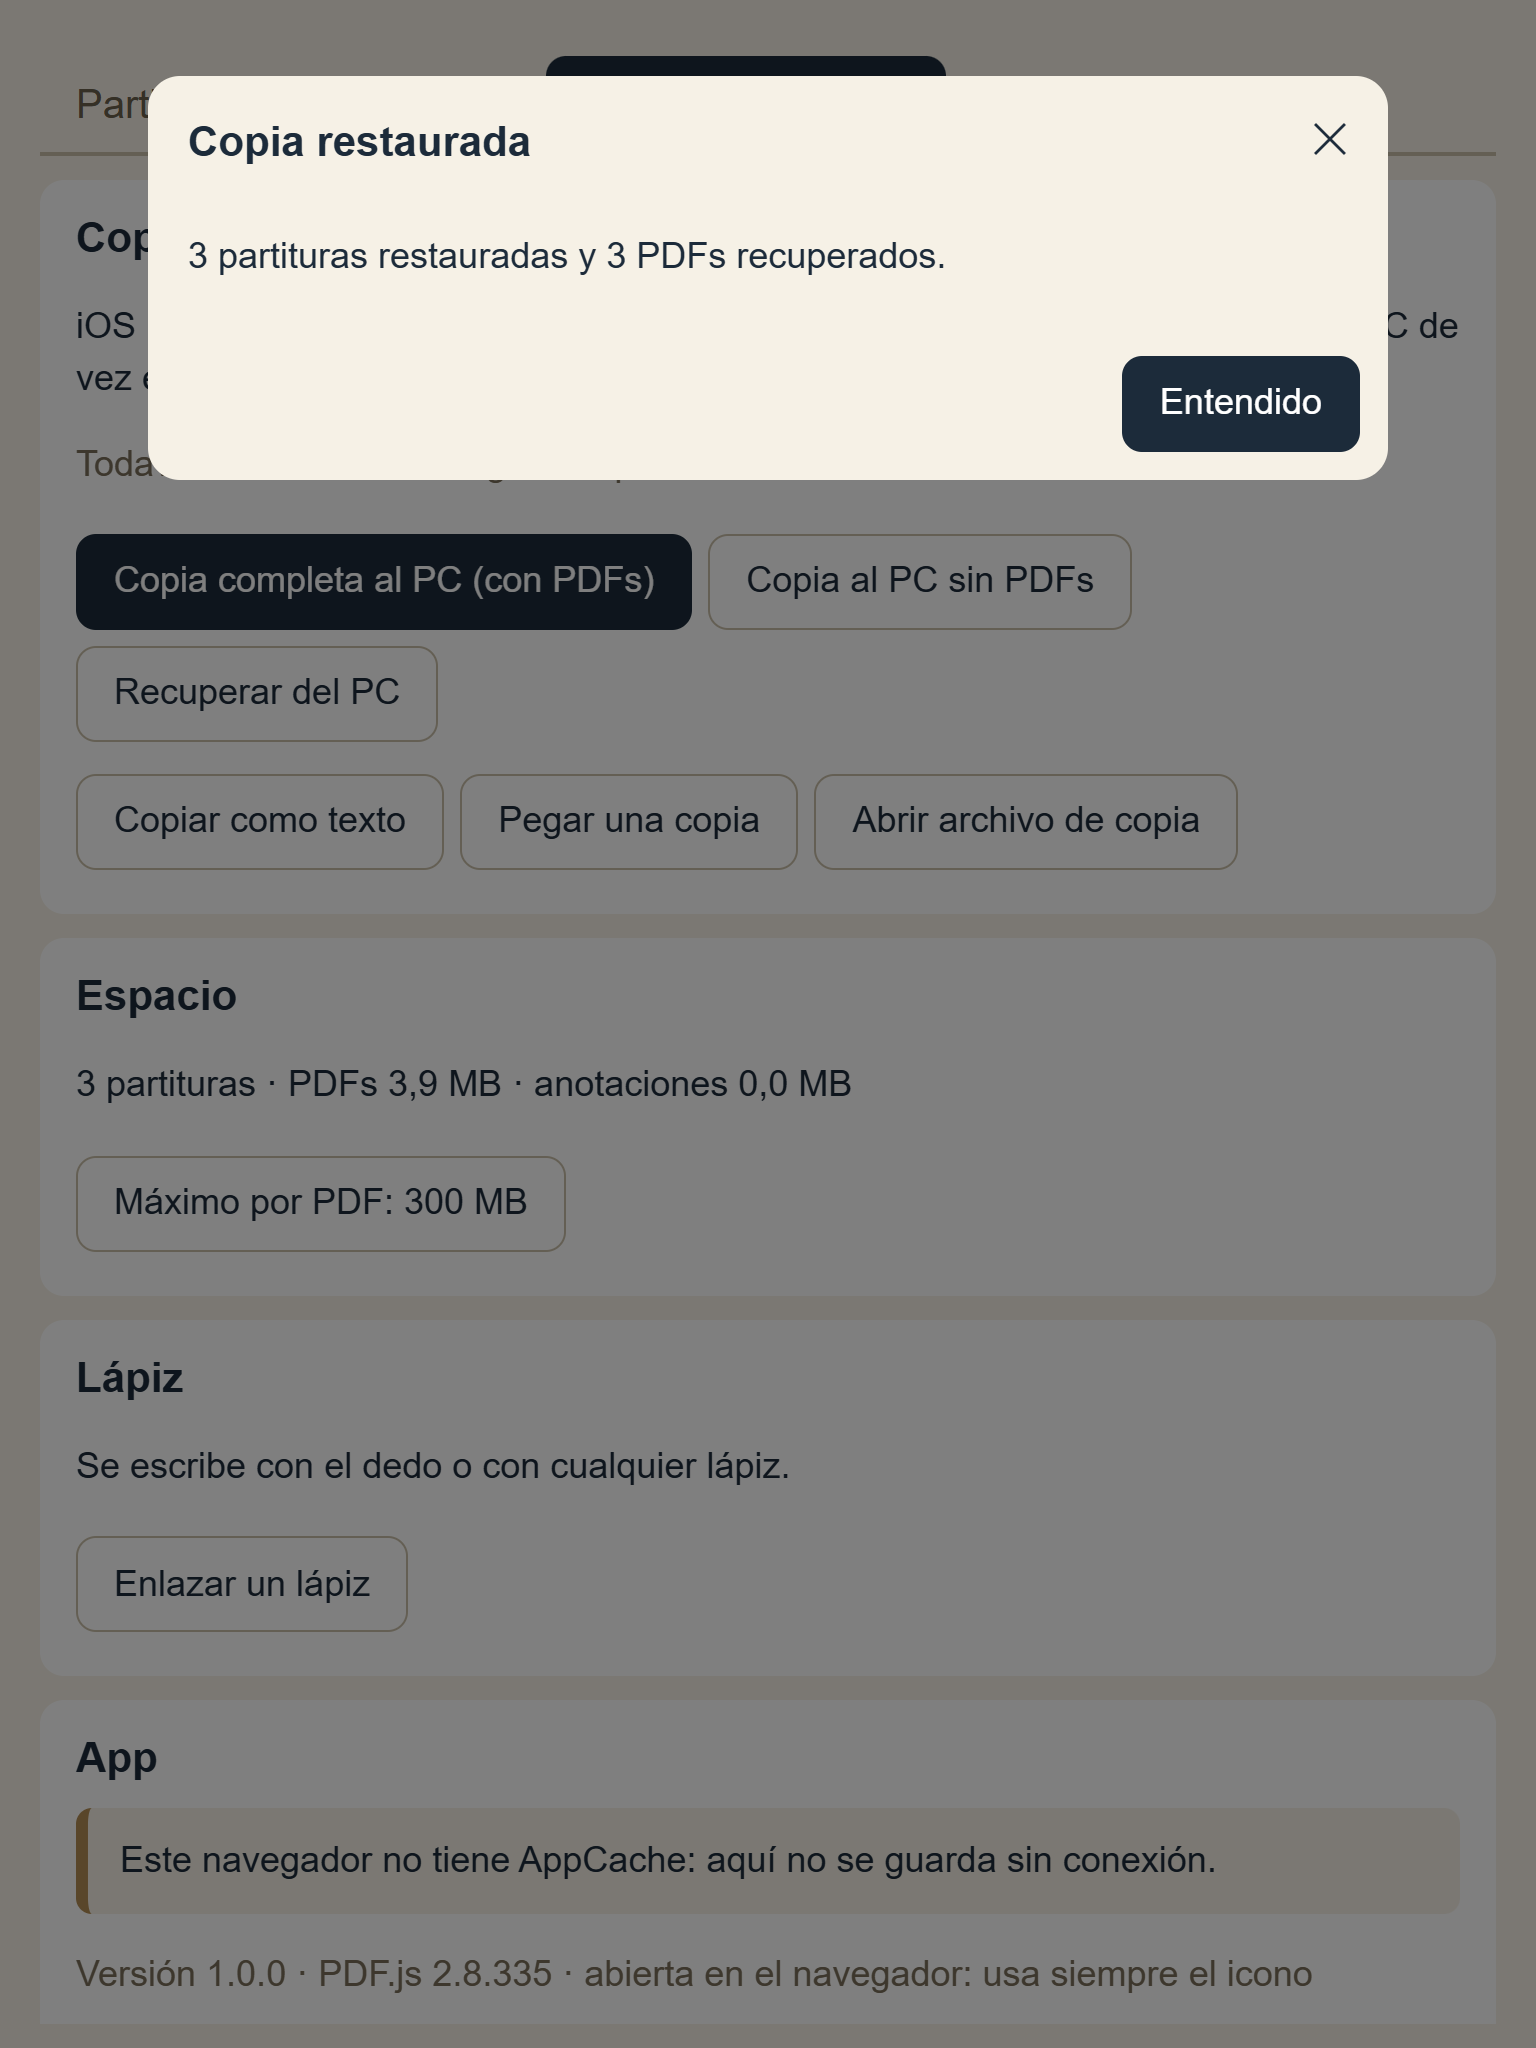 Copia restaurada
3 partituras restauradas y 3 PDFs recuperados.
Entendido
iOS
C de
vez
Copia completa al PC (con PDFs)
Copia al PC sin PDFs
Recuperar del PC
Copiar como texto
Pegar una copia
Abrir archivo de copia
Espacio
3 partituras · PDFs 3,9 MB · anotaciones 0,0 MB
Máximo por PDF: 300 MB
Lápiz
Se escribe con el dedo o con cualquier lápiz.
Enlazar un lápiz
App
Este navegador no tiene AppCache: aquí no se guarda sin conexión.
Versión 1.0.0 · PDF.js 2.8.335 · abierta en el navegador: usa siempre el icono